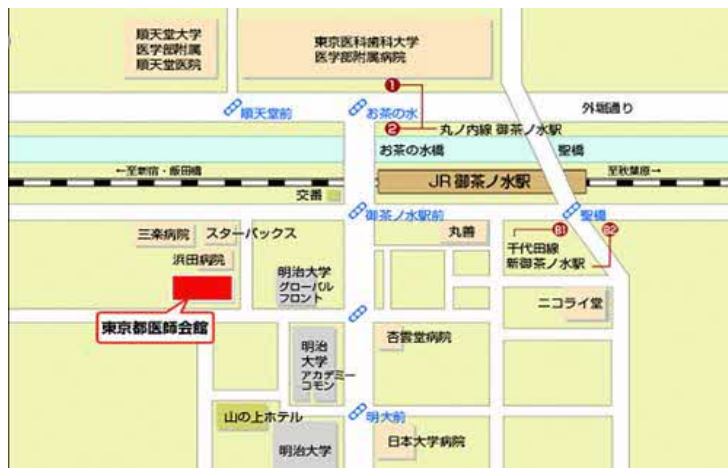 順天堂大学
医学部附属
順天堂医院
東京医科歯科大学
医学部附属病院
1
順天堂前
お茶の水
外堀通り
2
丸ノ内線 御茶ノ水駅
お茶の水橋
聖橋
←至新宿・飯田橋
JR 御茶ノ水駅
至秋葉原→
交番
御茶ノ水駅前
聖橋
三楽病院
スターバックス
丸善
B1
B2
千代田線
新御茶ノ水駅
浜田病院
明治大学
グローバル
フロント
ニコライ堂
東京都医師会館
明治
大学
アカデミー
コモン
杏雲堂病院
山の上ホテル
明大前
明治大学
日本大学病院